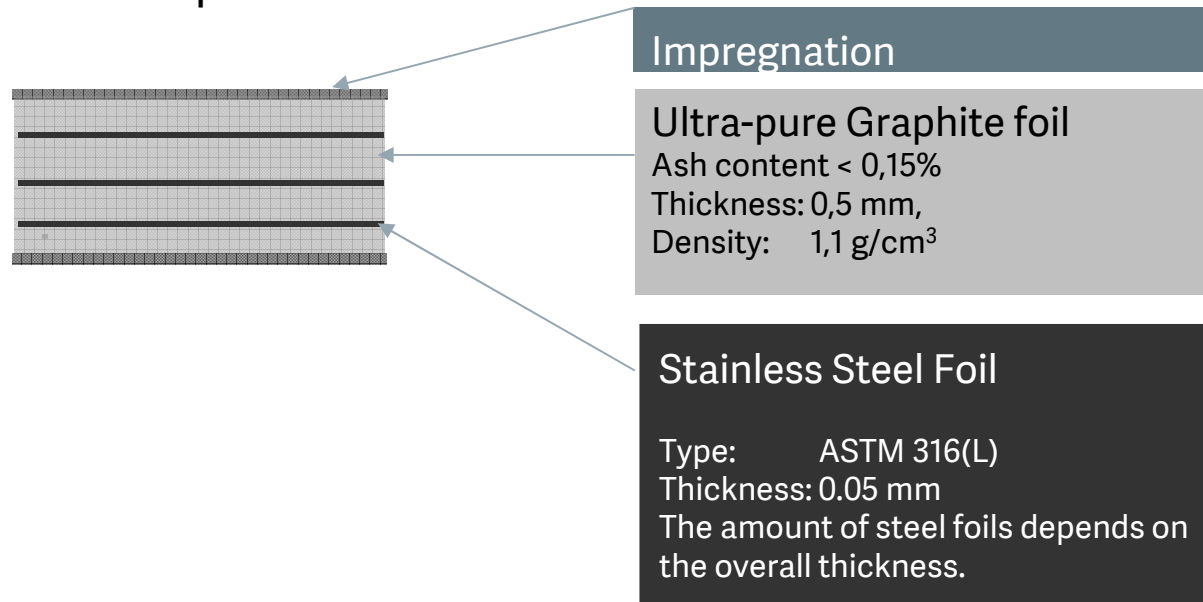 Impregnation
Ultra-pure Graphite foil
Ash content < 0,15%
Thickness: 0,5 mm,
Density: 1,1 g/cm³
Stainless Steel Foil
Type: ASTM 316(L)
Thickness: 0.05 mm
The amount of steel foils depends on
the overall thickness.